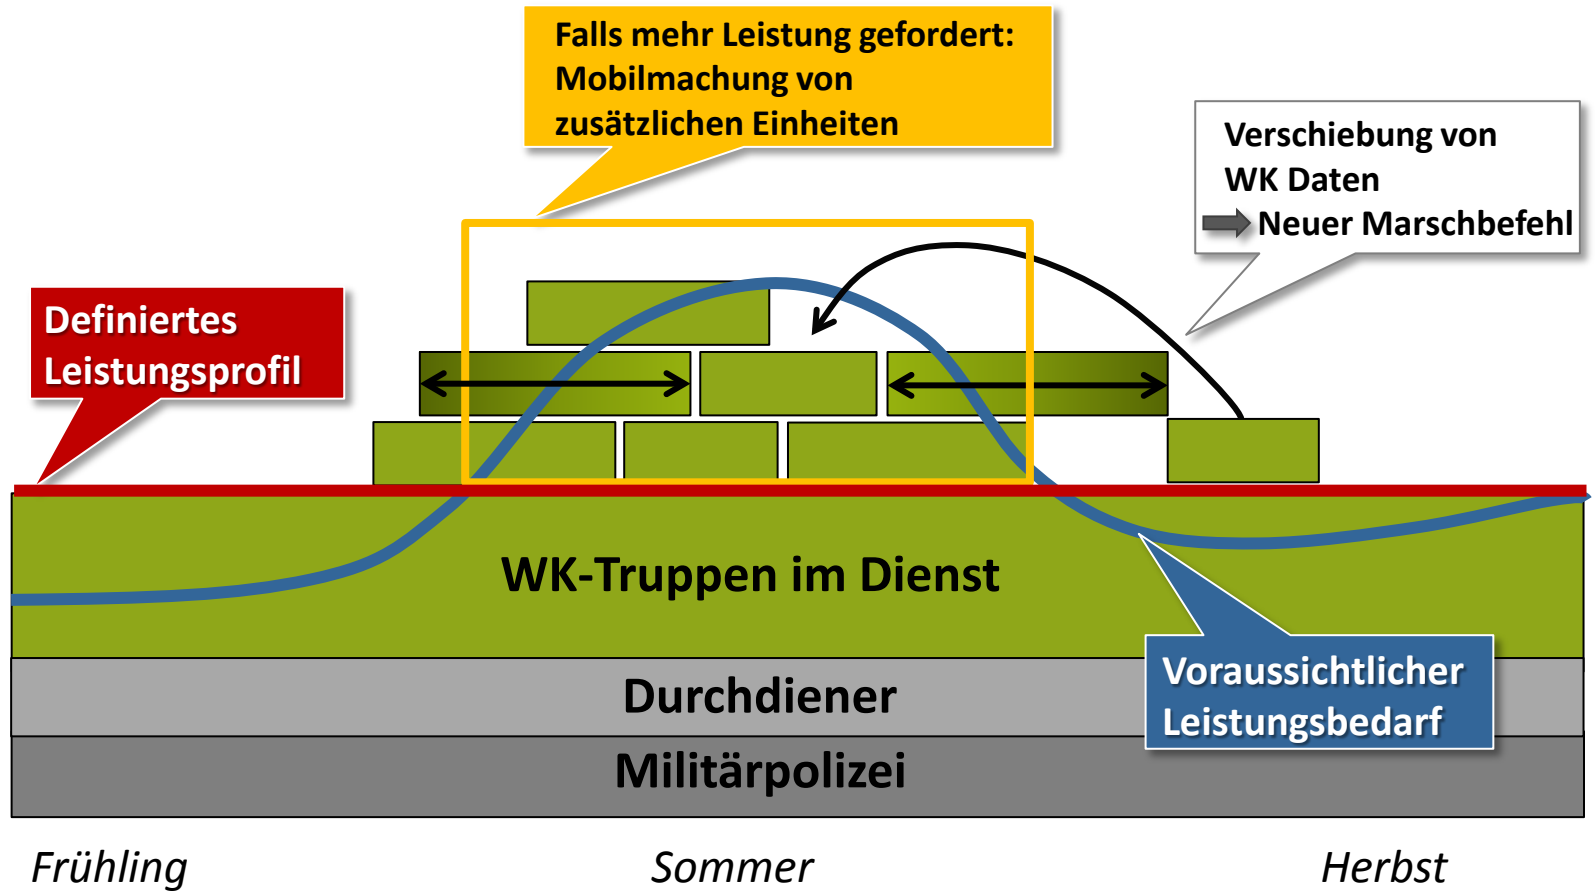 Falls mehr Leistung gefordert:
Mobilmachung von
zusätzlichen Einheiten
Verschiebung von
WK Daten
Neuer Marschbefehl
Definiertes
Leistungsprofil
WK-Truppen im Dienst
Voraussichtlicher
Leistungsbedarf
Durchdiener
Militärpolizei
Frühling
Sommer
Herbst